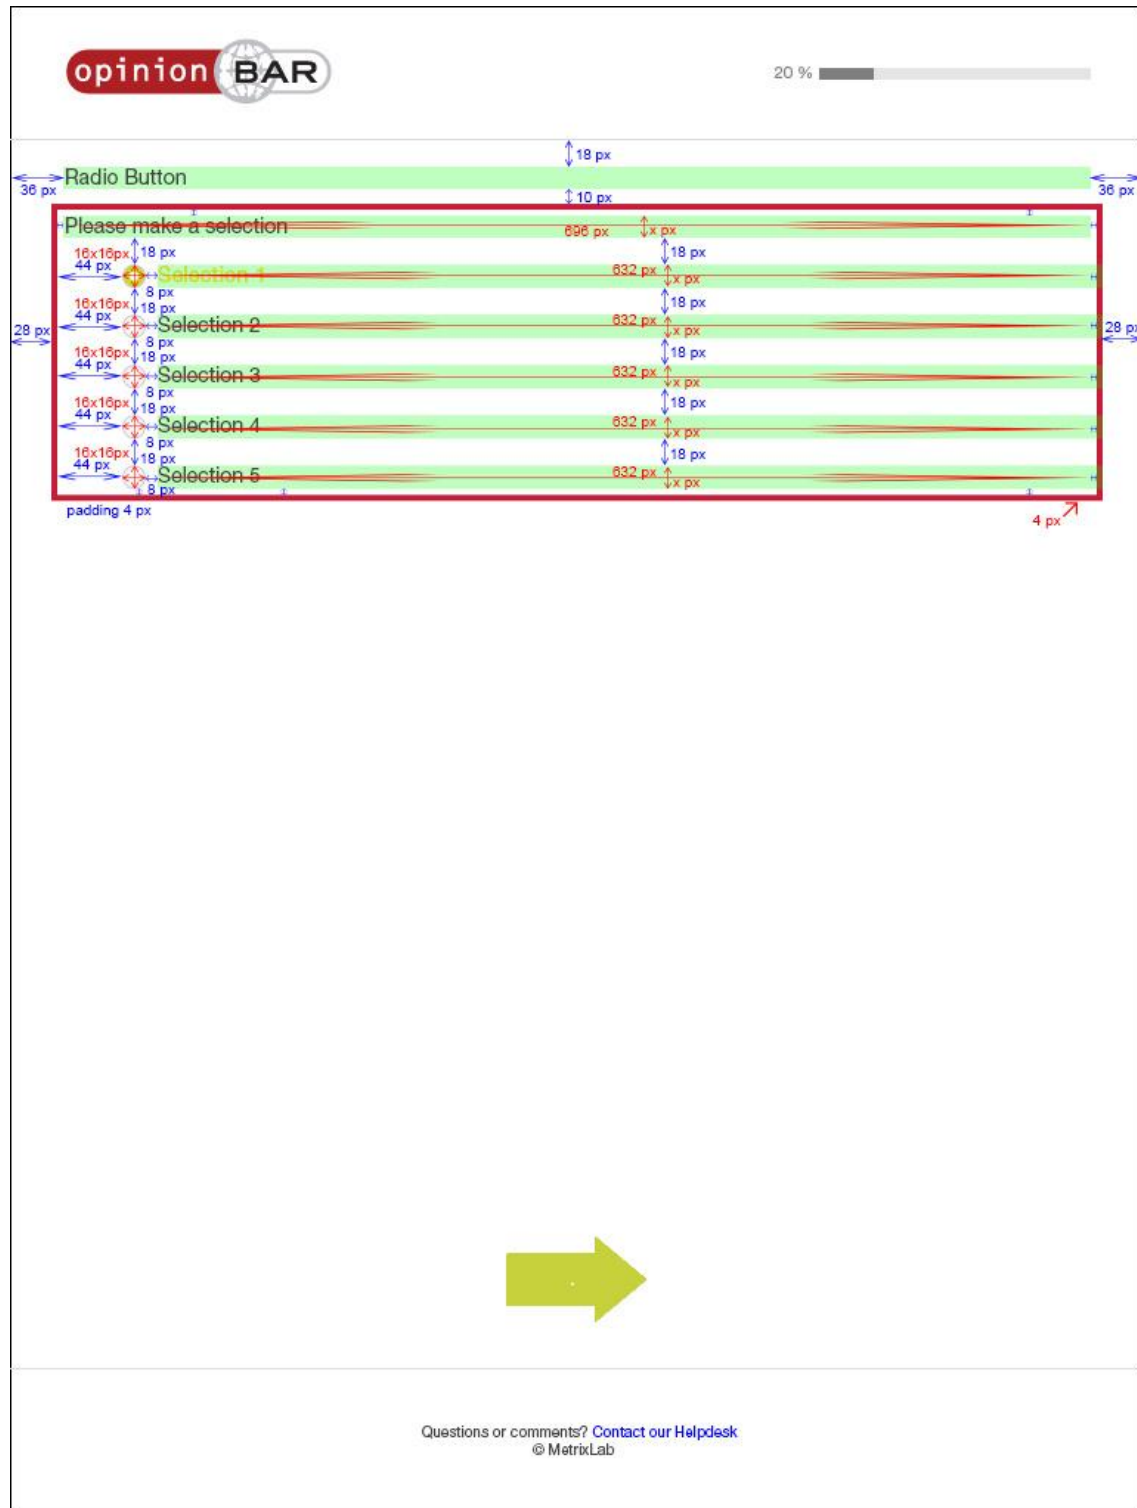 opinion BAR
20 %
18 px
Radio Button
36 px
10 px
36 px
Please make a selection
696 px
x px
16x16px
18 px
18 px
44 px
Selection 1
632 px
x px
8 px
16x16px
18 px
18 px
44 px
Selection 2
632 px
x px
28 px
28 px
8 px
16x16px
18 px
18 px
44 px
Selection 3
632 px
x px
8 px
16x16px
18 px
18 px
44 px
Selection 4
632 px
x px
8 px
16x16px
18 px
18 px
44 px
Selection 5
632 px
x px
8 px
padding 4 px
4 px
Questions or comments? Contact our Helpdesk
© MetrixLab